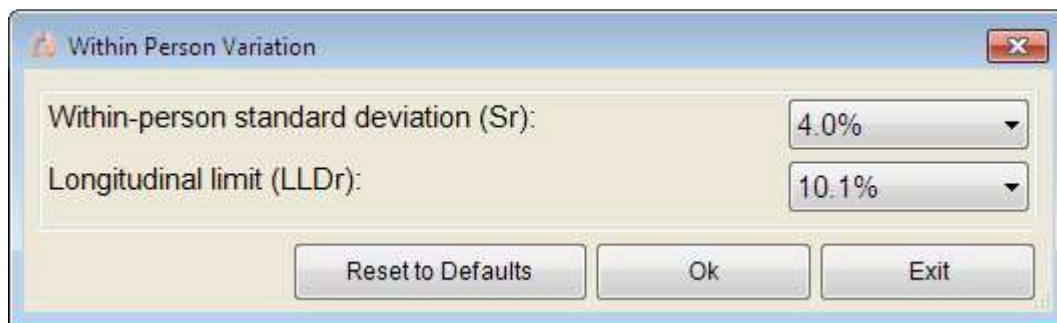 Within Person Variation
Within-person standard deviation (Sr): 4.0%
Longitudinal limit (LLDr): 10.1%
Reset to Defaults Ok Exit